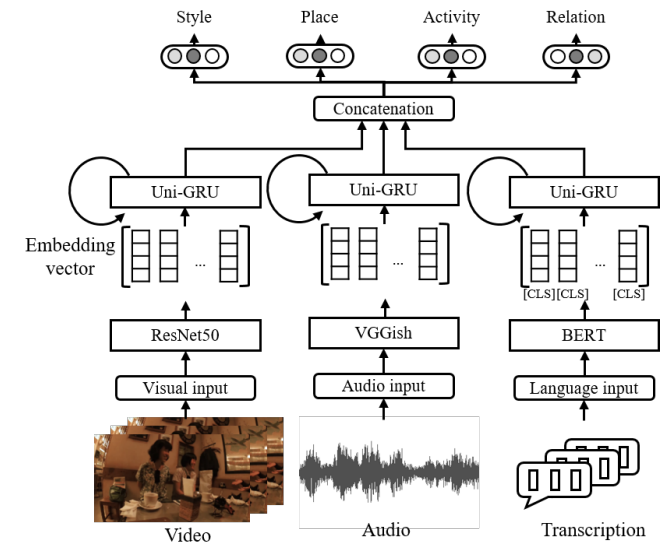 Style Place Activity Relation
Concatenation
Uni-GRU Uni-GRU Uni-GRU
Embedding
vector
... ... ...
[CLS] [CLS] [CLS]
ResNet50 VGGish BERT
Visual input Audio input Language input
Video Audio Transcription